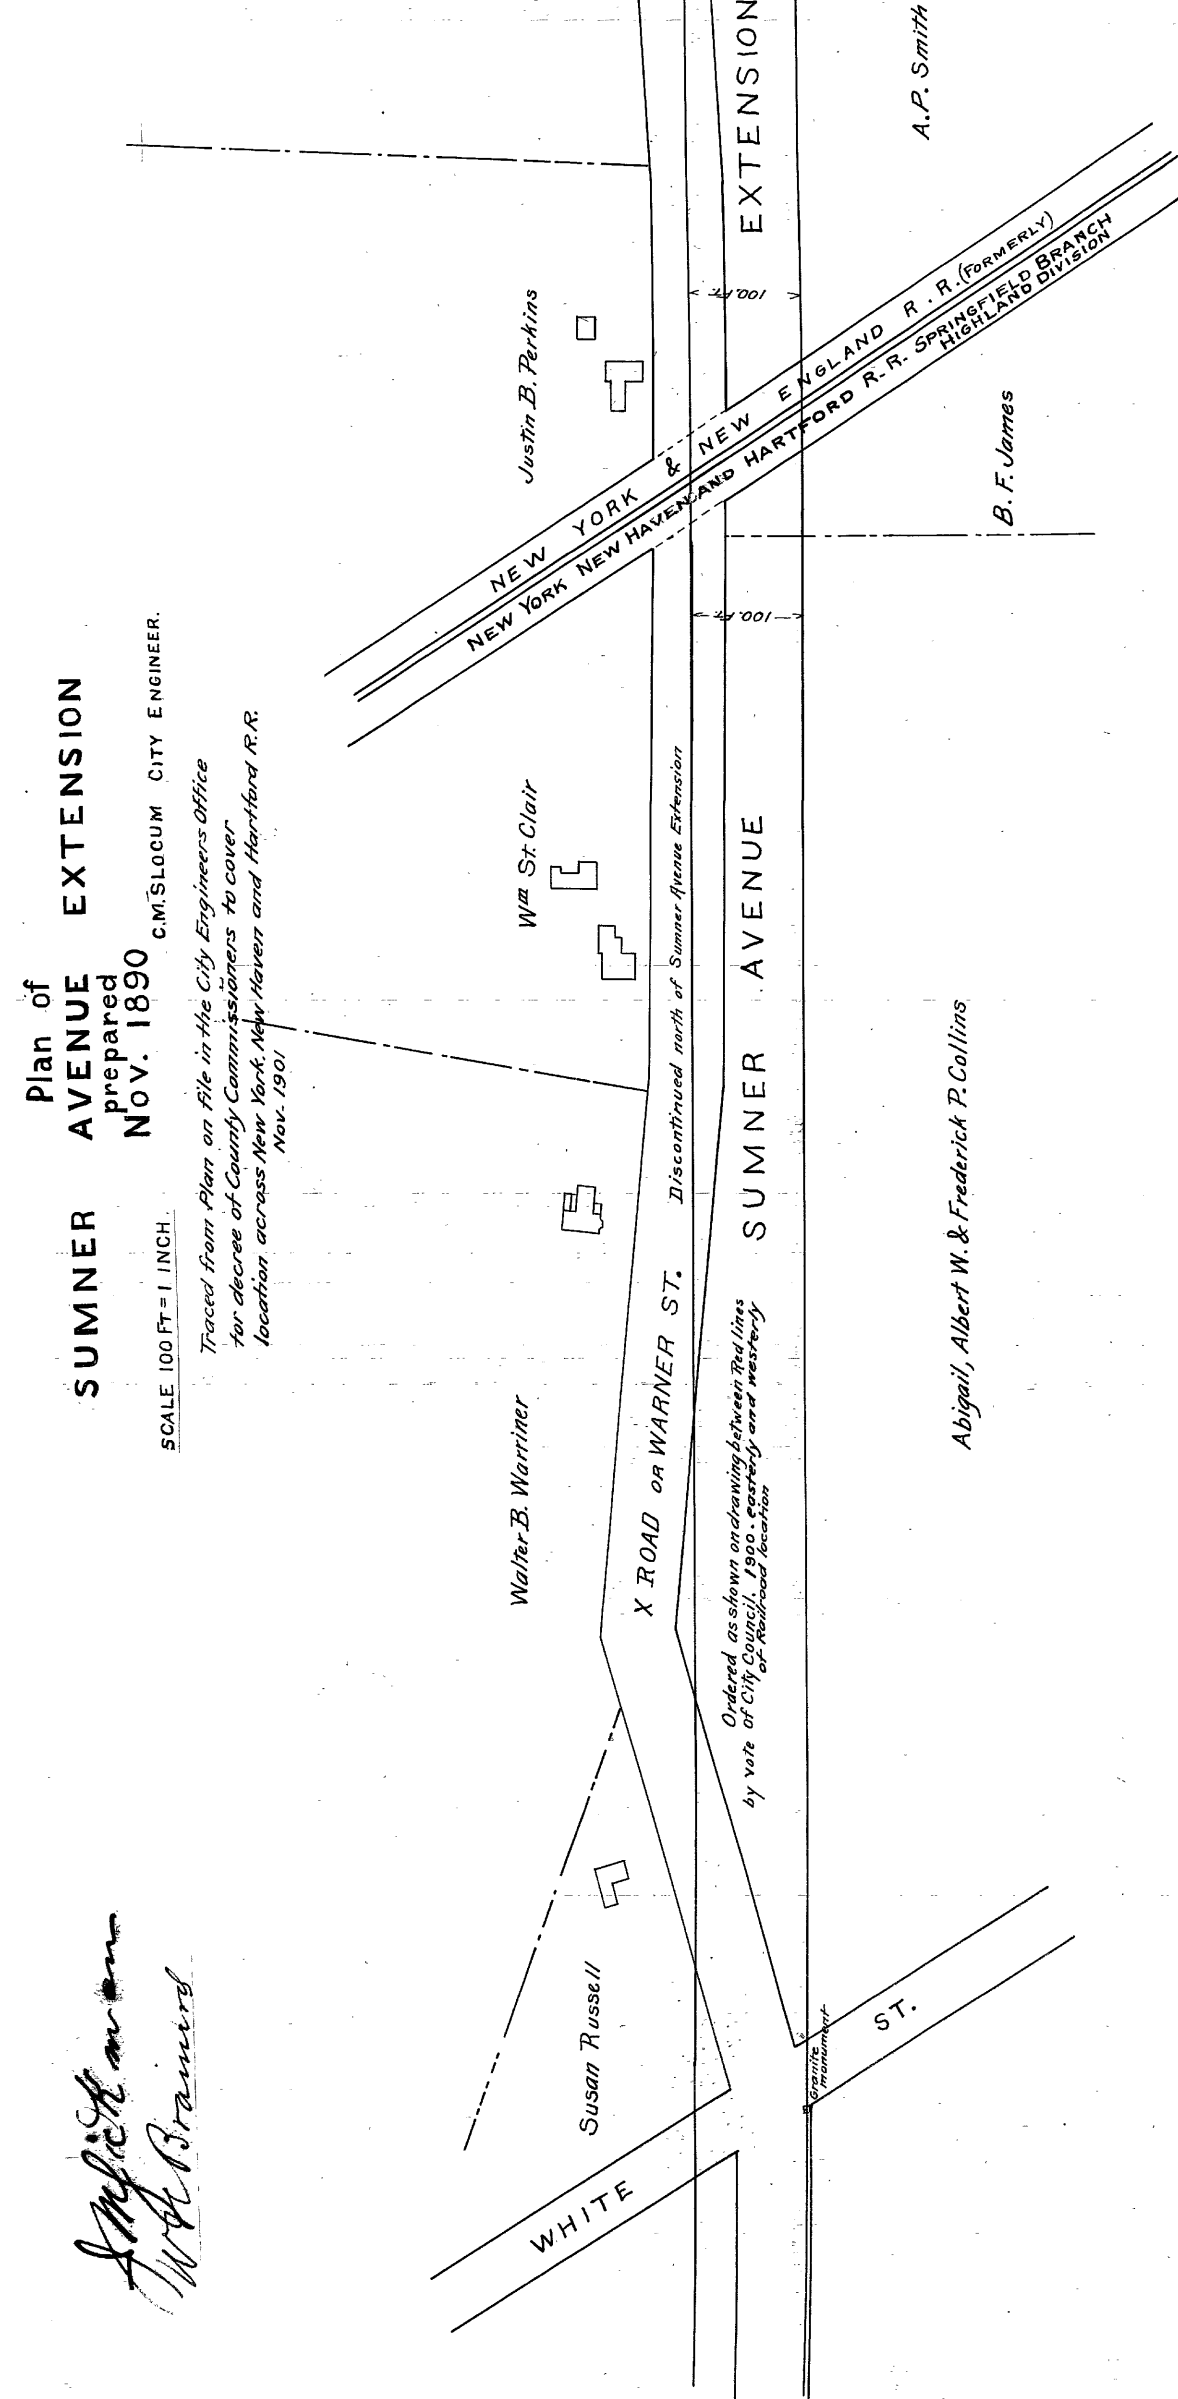 Plan of
SUMNER AVENUE EXTENSION
prepared
Nov. 1890
C.M. SLOCUM CITY ENGINEER.
SCALE 100 FT = 1 INCH.
Traced from Plan on file in the City Engineers Office
for decree of County Commissioners to cover
location across New York, New Haven and Hartford R.R.
Nov- 1901
Brainerd
Susan Russell
Walter B. Warriner
Wm St. Clair
Justin B. Perkins
WHITE ST.
X ROAD OR WARNER ST.
Discontinued north of Sumner Avenue Extension
NEW YORK & NEW ENGLAND R.R. (FORMERLY)
NEW YORK NEW HAVEN AND HARTFORD R.R. SPRINGFIELD BRANCH
HIGHLAND DIVISION
100 FT.
100 FT.
SUMNER AVENUE EXTENSION
Ordered as shown on drawing between Red lines
by vote of City Council, 1900. easterly and westerly
of Railroad location
Granite
monument
Abigail, Albert W. & Frederick P. Collins
B. F. James
A. P. Smith